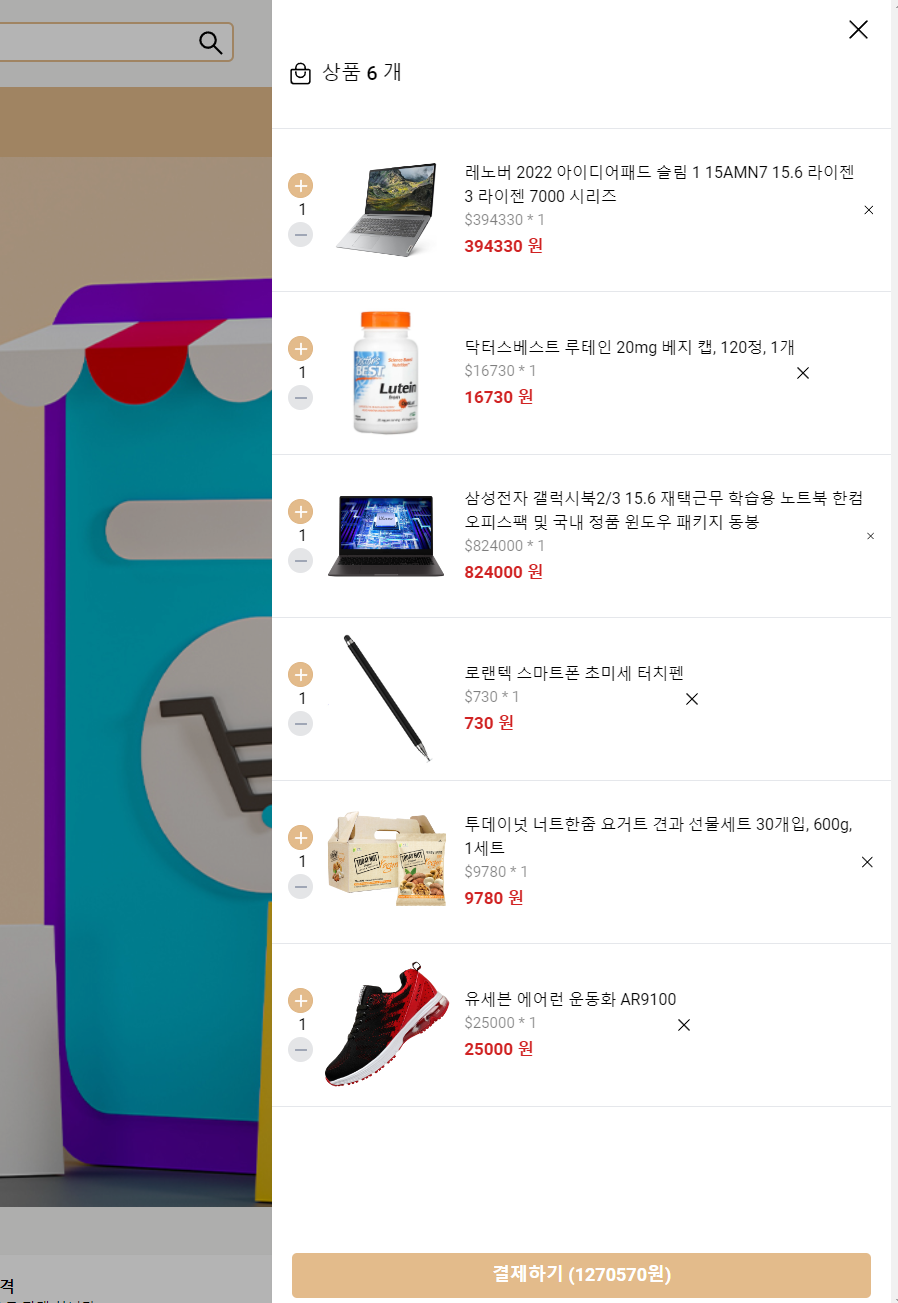 상품 6 개
레노버 2022 아이디어패드 슬림 1 15AMN7 15.6 라이젠
3 라이젠 7000 시리즈
1
$394330 * 1
394330 원
닥터스베스트 루테인 20mg 베지 캡, 120정, 1개
1
$16730 * 1
16730 원
BEST
Lutein
삼성전자 갤럭시북2/3 15.6 재택근무 학습용 노트북 한컴
오피스팩 및 국내 정품 윈도우 패키지 동봉
1
$824000 * 1
824000 원
로랜텍 스마트폰 초미세 터치펜
1
$730 * 1
730 원
투데이넛 너트한줌 요거트 견과 선물세트 30개입, 600g,
1세트
1
$9780 * 1
9780 원
TODAY NUT
TODAY NUT
유세븐 에어런 운동화 AR9100
1
$25000 * 1
25000 원
결제하기 (1270570원)
격